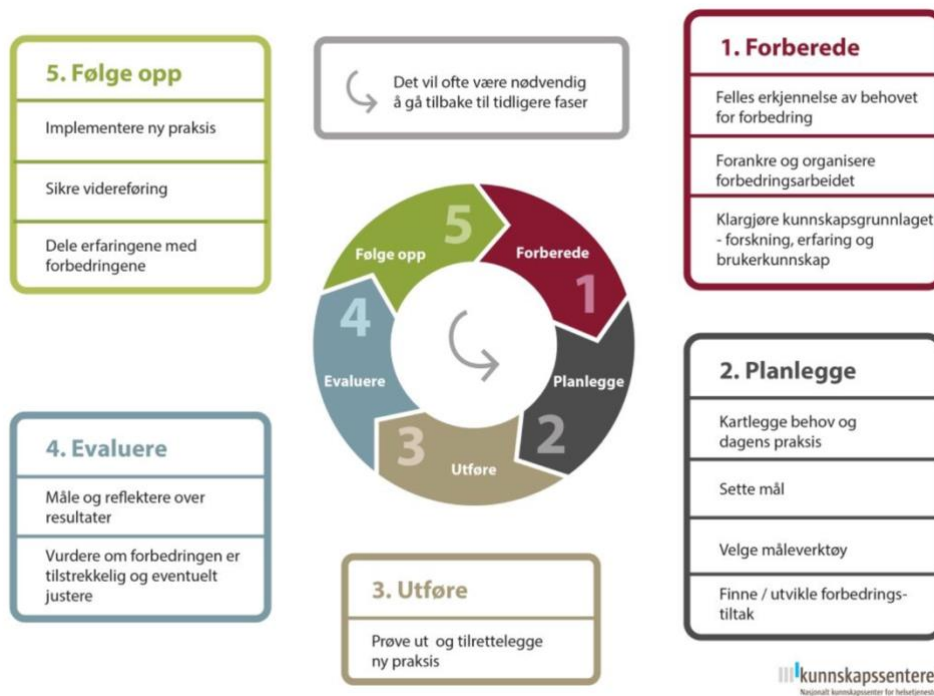 5. Følge opp
Implementere ny praksis
Sikre videreføring
Dele erfaringene med
forbedringene
Det vil ofte være nødvendig
å gå tilbake til tidligere faser
1. Forberede
Felles erkjennelse av behovet
for forbedring
Forankre og organisere
forbedringsarbeidet
Klargjøre kunnskapsgrunnlaget
- forskning, erfaring og
brukerkunnskap
5
Følge opp
Forberede
1
4
Evaluere
Planlegge
2
3
Utføre
2. Planlegge
Kartlegge behov og
dagens praksis
Sette mål
Velge måleverktøy
Finne / utvikle forbedrings-
tiltak
4. Evaluere
Måle og reflektere over
resultater
Vurdere om forbedringen er
tilstrekkelig og eventuelt
justere
3. Utføre
Prøve ut og tilrettelegge
ny praksis
kunnskapssentere
Nasjonalt kunnskapssenter for helsetjenest